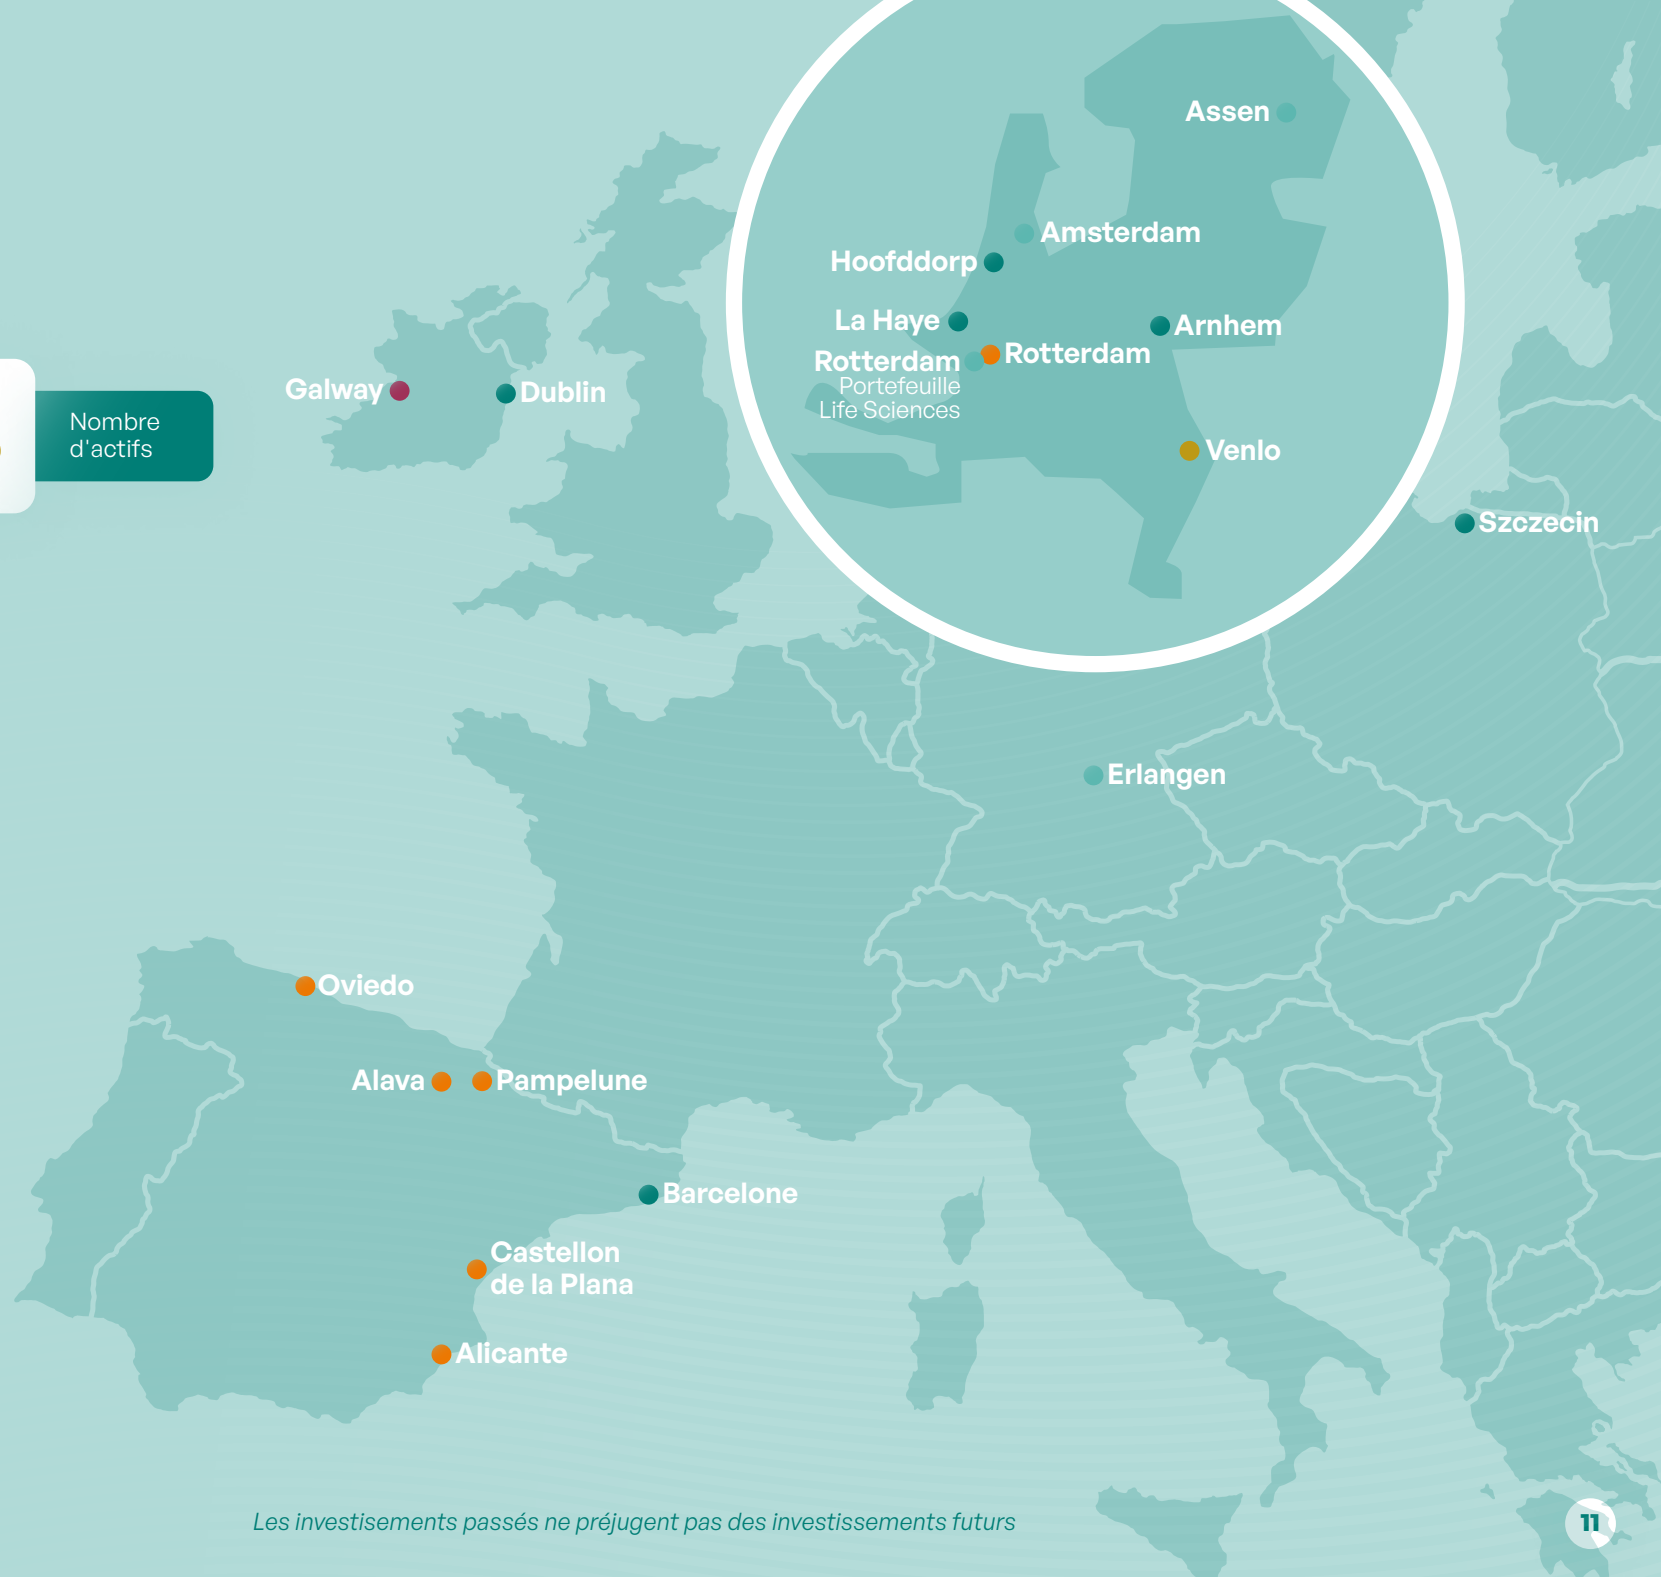 Assen
Amsterdam
Hoofddorp
La Haye
Arnhem
Rotterdam
Rotterdam
Portefeuille
Life Sciences
Venlo
Galway
Dublin
Nombre
d'actifs
Szczecin
Erlangen
Oviedo
Alava
Pampelune
Barcelone
Castellon
de la Plana
Alicante
Les investisements passés ne préjugent pas des investissements futurs
11